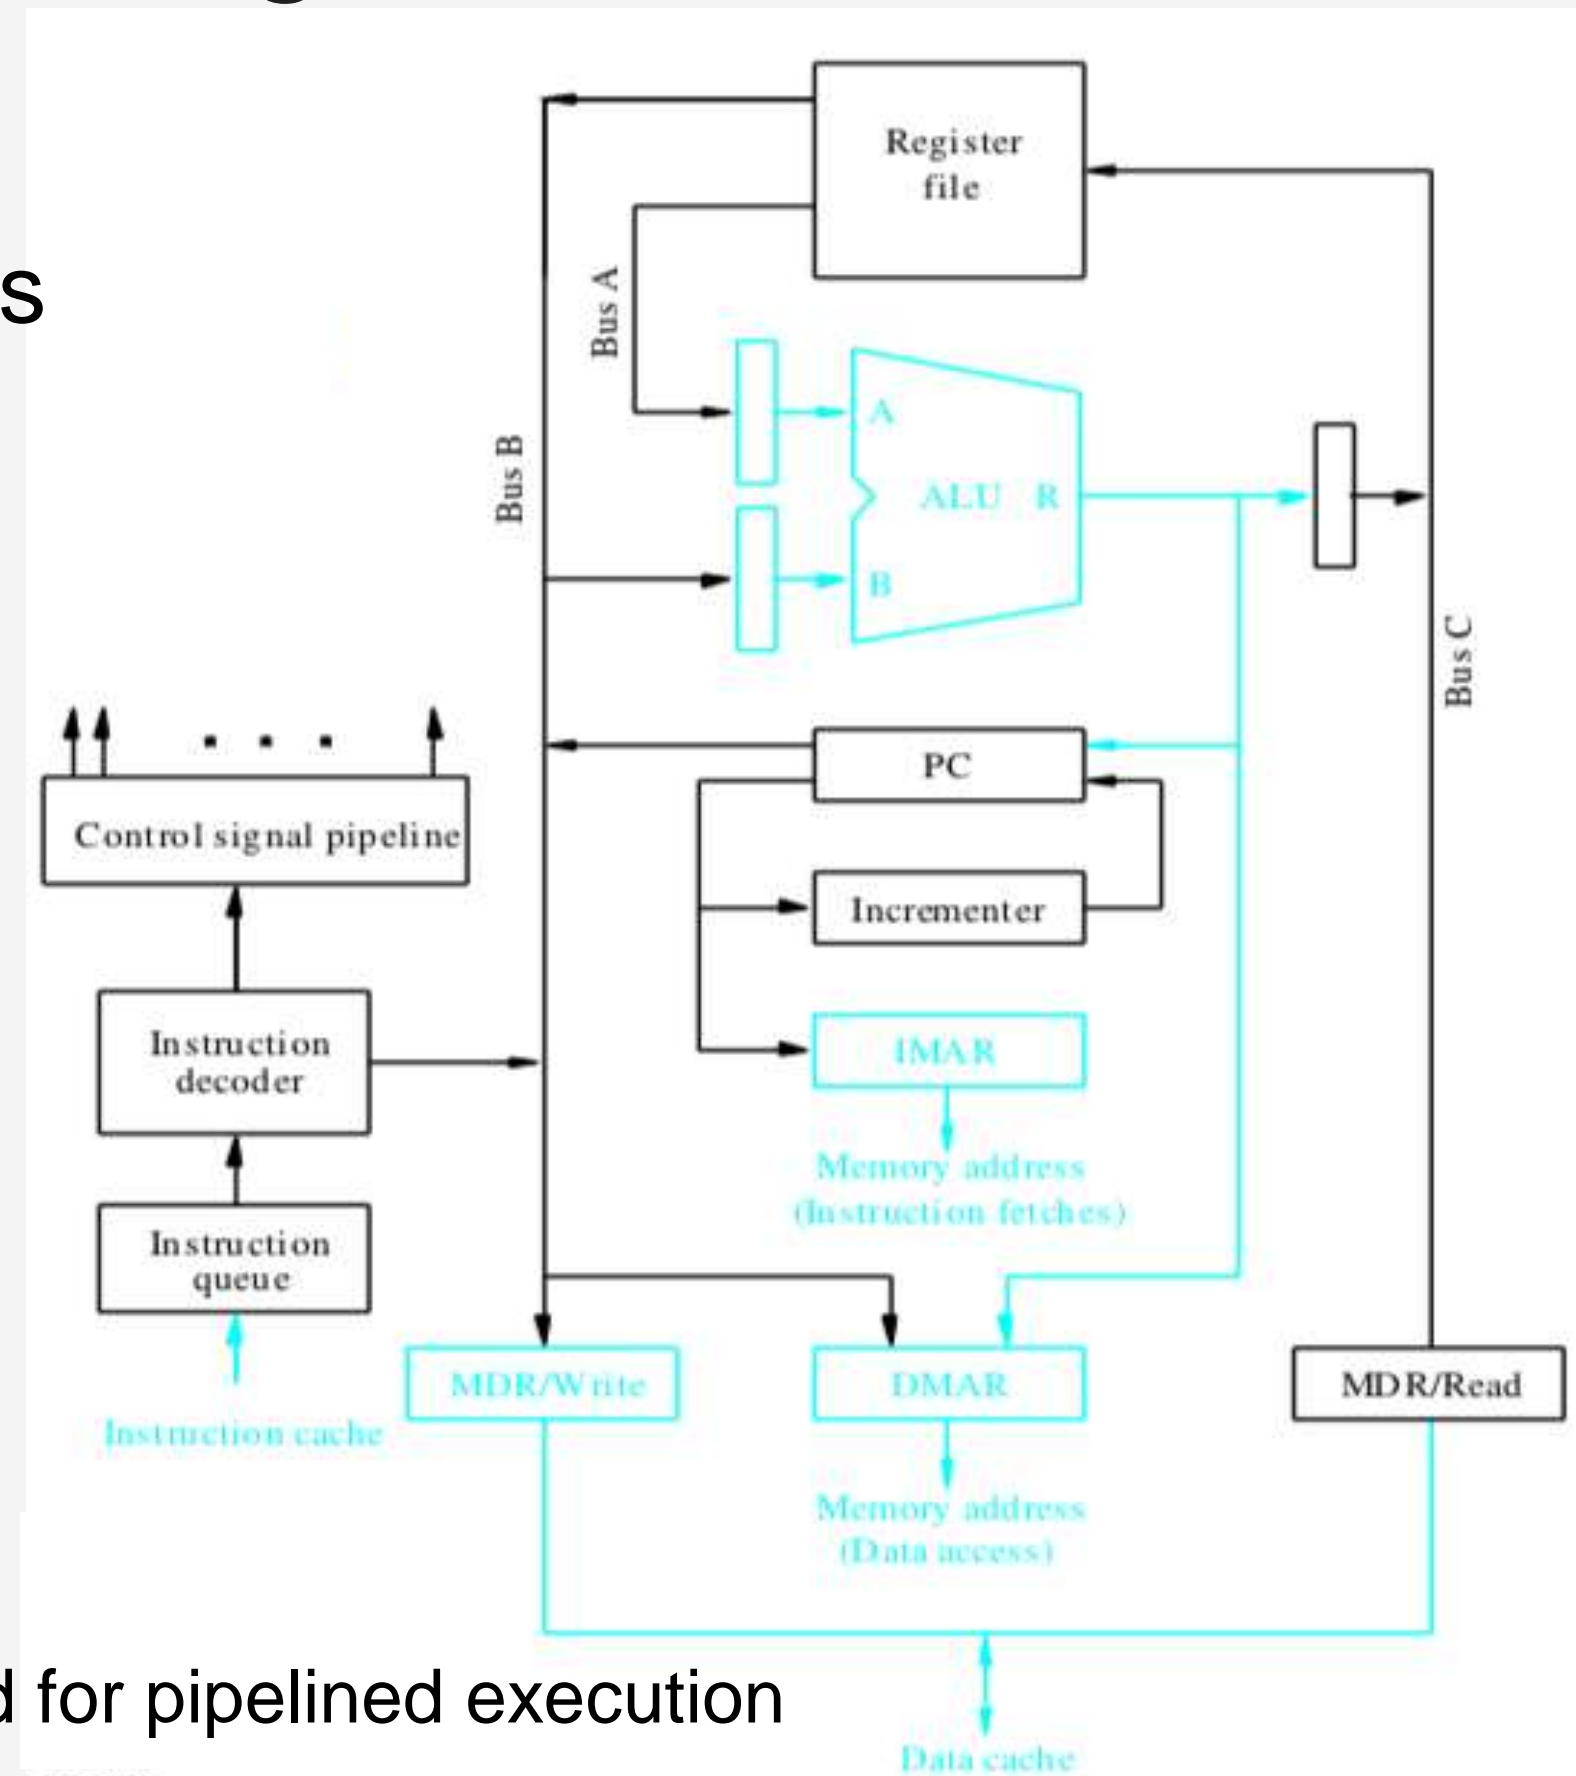 s
Register
file
Bus A
Bus B
A
ALU R
B
Bus C
PC
Control signal pipeline
Incrementer
Instruction
decoder
IMAR
Memory address
(Instruction fetches)
Instruction
queue
MDR/Write
DMAR
MDR/Read
Instruction cache
Memory address
(Data access)
for pipelined execution
Data cache